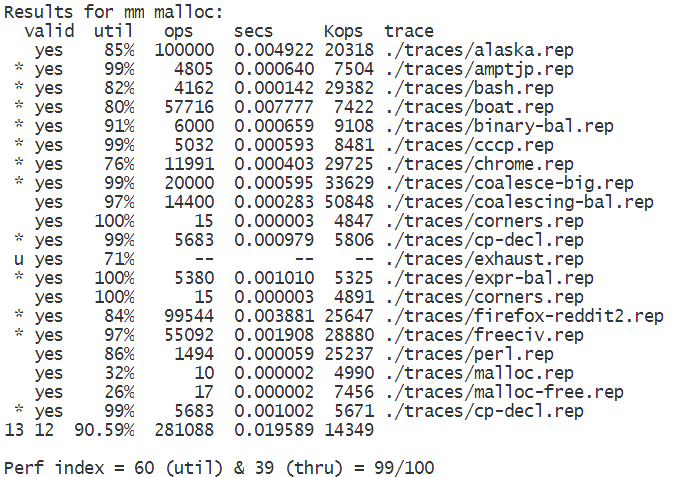 Results for mm malloc:
valid util ops secs Kops trace
yes 85% 100000 0.004922 20318 ./traces/alaska.rep
* yes 99% 4805 0.000640 7504 ./traces/amptjp.rep
* yes 82% 4162 0.000142 29382 ./traces/bash.rep
* yes 80% 57716 0.007777 7422 ./traces/boat.rep
* yes 91% 6000 0.000659 9108 ./traces/binary-bal.rep
* yes 99% 5032 0.000593 8481 ./traces/cccp.rep
* yes 76% 11991 0.000403 29725 ./traces/chrome.rep
* yes 99% 20000 0.000595 33629 ./traces/coalesce-big.rep
yes 97% 14400 0.000283 50848 ./traces/coalescing-bal.rep
yes 100% 15 0.000003 4847 ./traces/corners.rep
* yes 99% 5683 0.000979 5806 ./traces/cp-decl.rep
u yes 71% -- -- -- ./traces/exhaust.rep
* yes 100% 5380 0.001010 5325 ./traces/expr-bal.rep
yes 100% 15 0.000003 4891 ./traces/corners.rep
* yes 84% 99544 0.003881 25647 ./traces/firefox-reddit2.rep
* yes 97% 55092 0.001908 28880 ./traces/freeciv.rep
yes 86% 1494 0.000059 25237 ./traces/perl.rep
yes 32% 10 0.000002 4990 ./traces/malloc.rep
yes 26% 17 0.000002 7456 ./traces/malloc-free.rep
* yes 99% 5683 0.001002 5671 ./traces/cp-decl.rep
13 12 90.59% 281088 0.019589 14349
Perf index = 60 (util) & 39 (thru) = 99/100